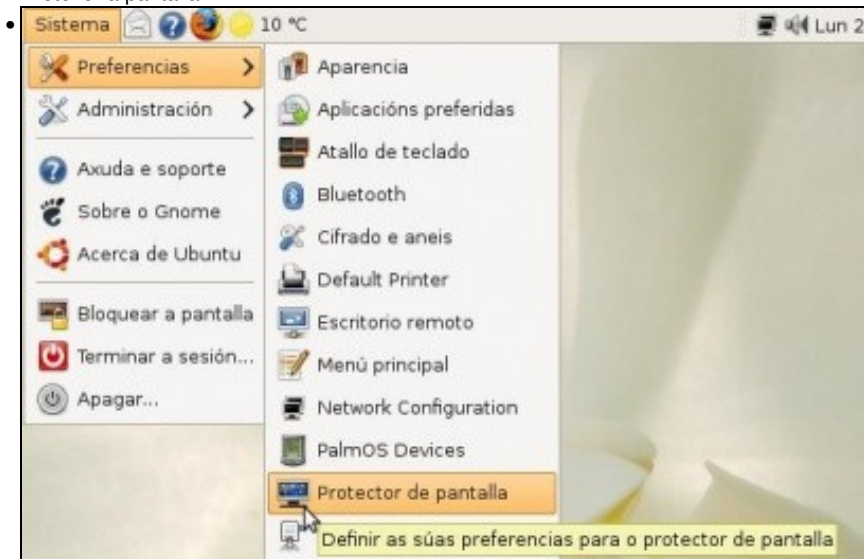 Sistema 10 ℃ Lun 2
Preferencias
Administración
Axuda e soporte
Sobre o Gnome
Acerca de Ubuntu
Bloquear a pantalla
Terminar a sesión...
Apagar...
Aparencia
Aplicacións preferidas
Atallo de teclado
Bluetooth
Cifrado e aneis
Default Printer
Escritorio remoto
Menú principal
Network Configuration
PalmOS Devices
Protector de pantalla
Definir as súas preferencias para o protector de pantalla